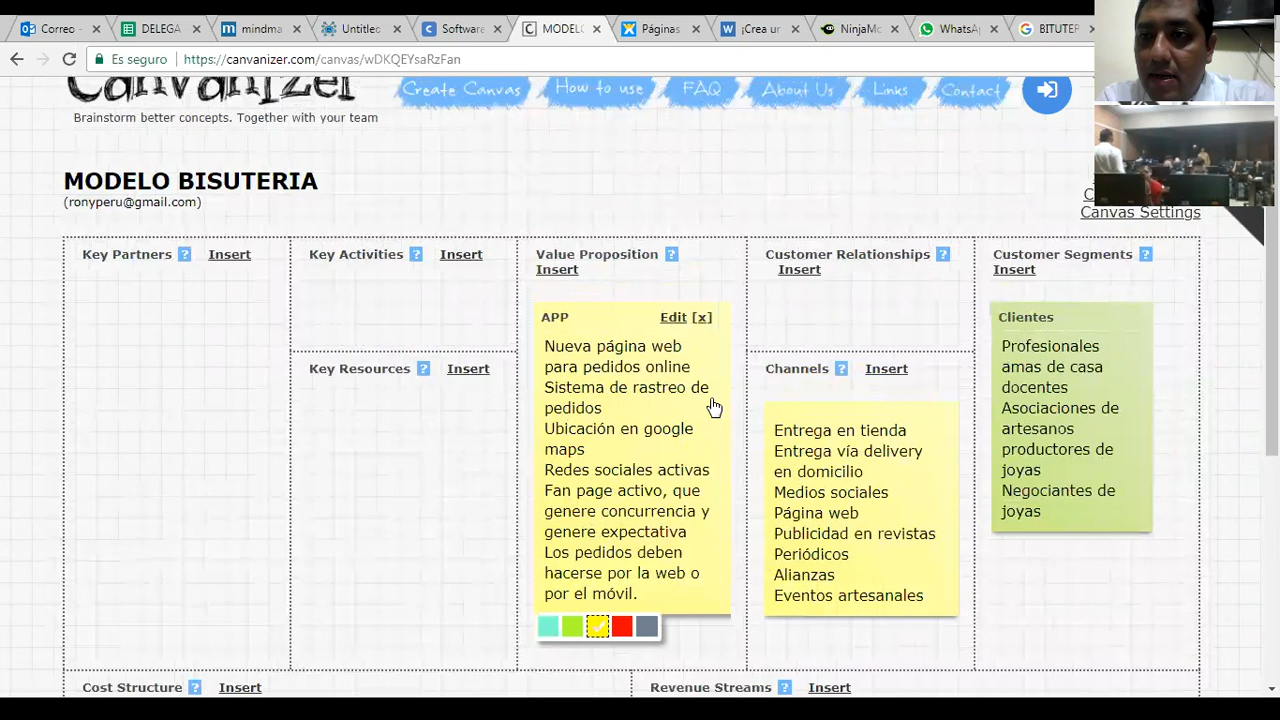 Correo -
DELEGA
mindma
Untitle
Software
MODELO
Páginas
¡Crea ur
NinjaMo
WhatsA
BITUTER
Es seguro
https://canvanizer.com/canvas/wDKQEYsaRzFan
Canvanizer
Create Canvas
How to use
FAQ
About Us
Links
Contact
Brainstorm better concepts. Together with your team
MODELO BISUTERIA
(ronyperu@gmail.com)
Canvas Settings
Key Partners ? Insert
Key Activities ? Insert
Value Proposition ?
Insert
Customer Relationships ?
Insert
Customer Segments ?
Insert
APP Edit [x]
Nueva página web
para pedidos online
Sistema de rastreo de
pedidos
Ubicación en google
maps
Redes sociales activas
Fan page activo, que
genere concurrencia y
genere expectativa
Los pedidos deben
hacerse por la web o
por el móvil.
Key Resources ? Insert
Channels ? Insert
Entrega en tienda
Entrega vía delivery
en domicilio
Medios sociales
Página web
Publicidad en revistas
Periódicos
Alianzas
Eventos artesanales
Clientes
Profesionales
amas de casa
docentes
Asociaciones de
artesanos
productores de
joyas
Negociantes de
joyas
Cost Structure ? Insert
Revenue Streams ? Insert